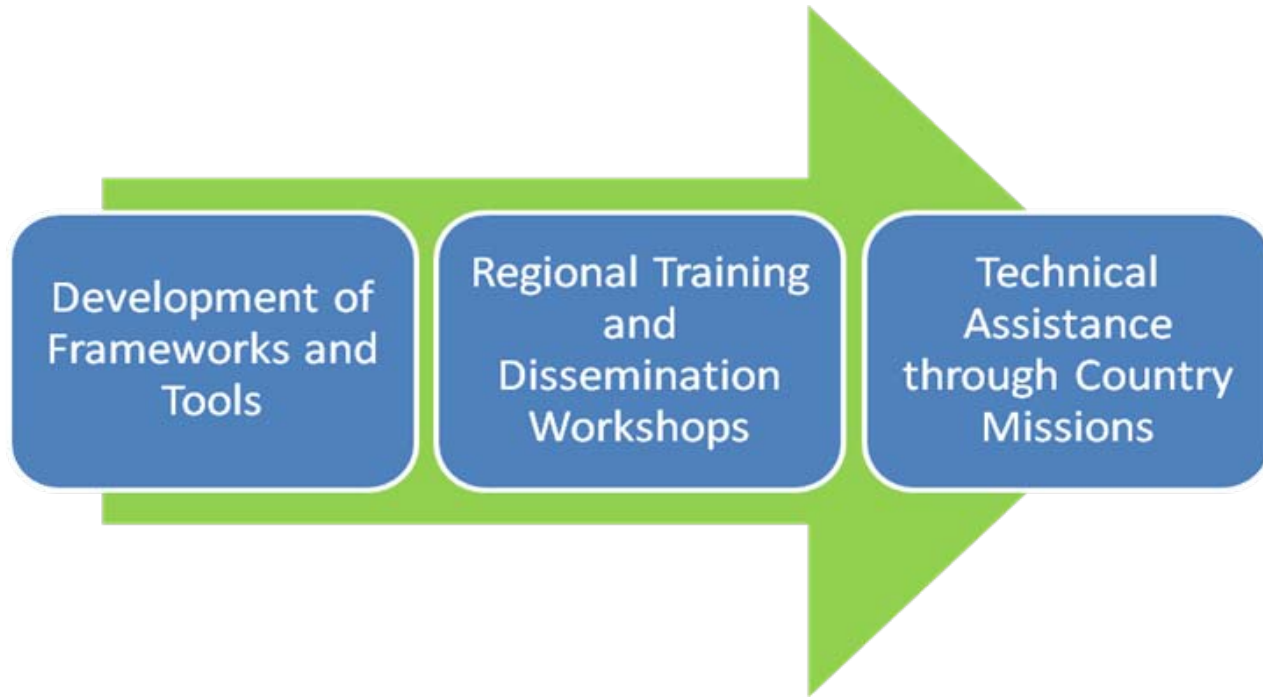 Development of
Frameworks and
Tools
Regional Training
and
Dissemination
Workshops
Technical
Assistance
through Country
Missions